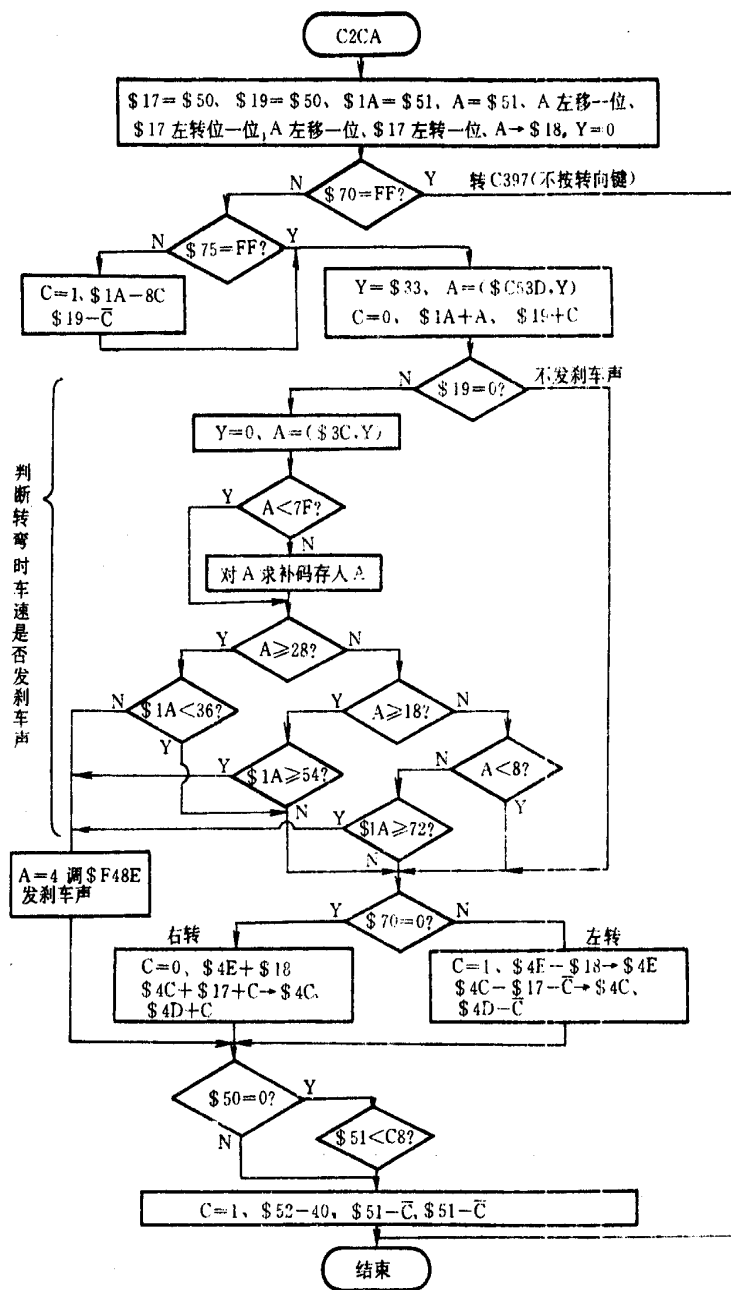 C2CA
$17=$50、$19=$50、$1A=$51、A=$51、A左移一位、
$17左转位一位,A左移一位、$17左转一位、A→$18,Y=0
N
$70=FF?
Y
转C397(不按转向键)
N
$75=FF?
Y
C=1、$1A-8C
$19-C̅
Y=$33、A=($C53D,Y)
C=0、$1A+A、$19+C
N
$19=0?
不发刹车声
Y=0、A=($3C,Y)
判断转弯时车速是否发刹车声
Y
A<7F?
N
对A求补码存入A
Y
A≥28?
N
N
$1A<36?
Y
Y
A≥18?
N
Y
$1A≥54?
N
N
A<8?
Y
Y
$1A≥72?
N
A=4调$F48E
发刹车声
Y
$70=0?
N
右转
左转
C=0、$4E+$18
$4C+$17+C→$4C、
$4D+C
C=1、$4E-$18→$4E
$4C-$17-C̅→$4C、
$4D-C̅
$50=0?
Y
N
$51<C8?
C=1、$52-40,$51-C̅,$51-C̅
结束